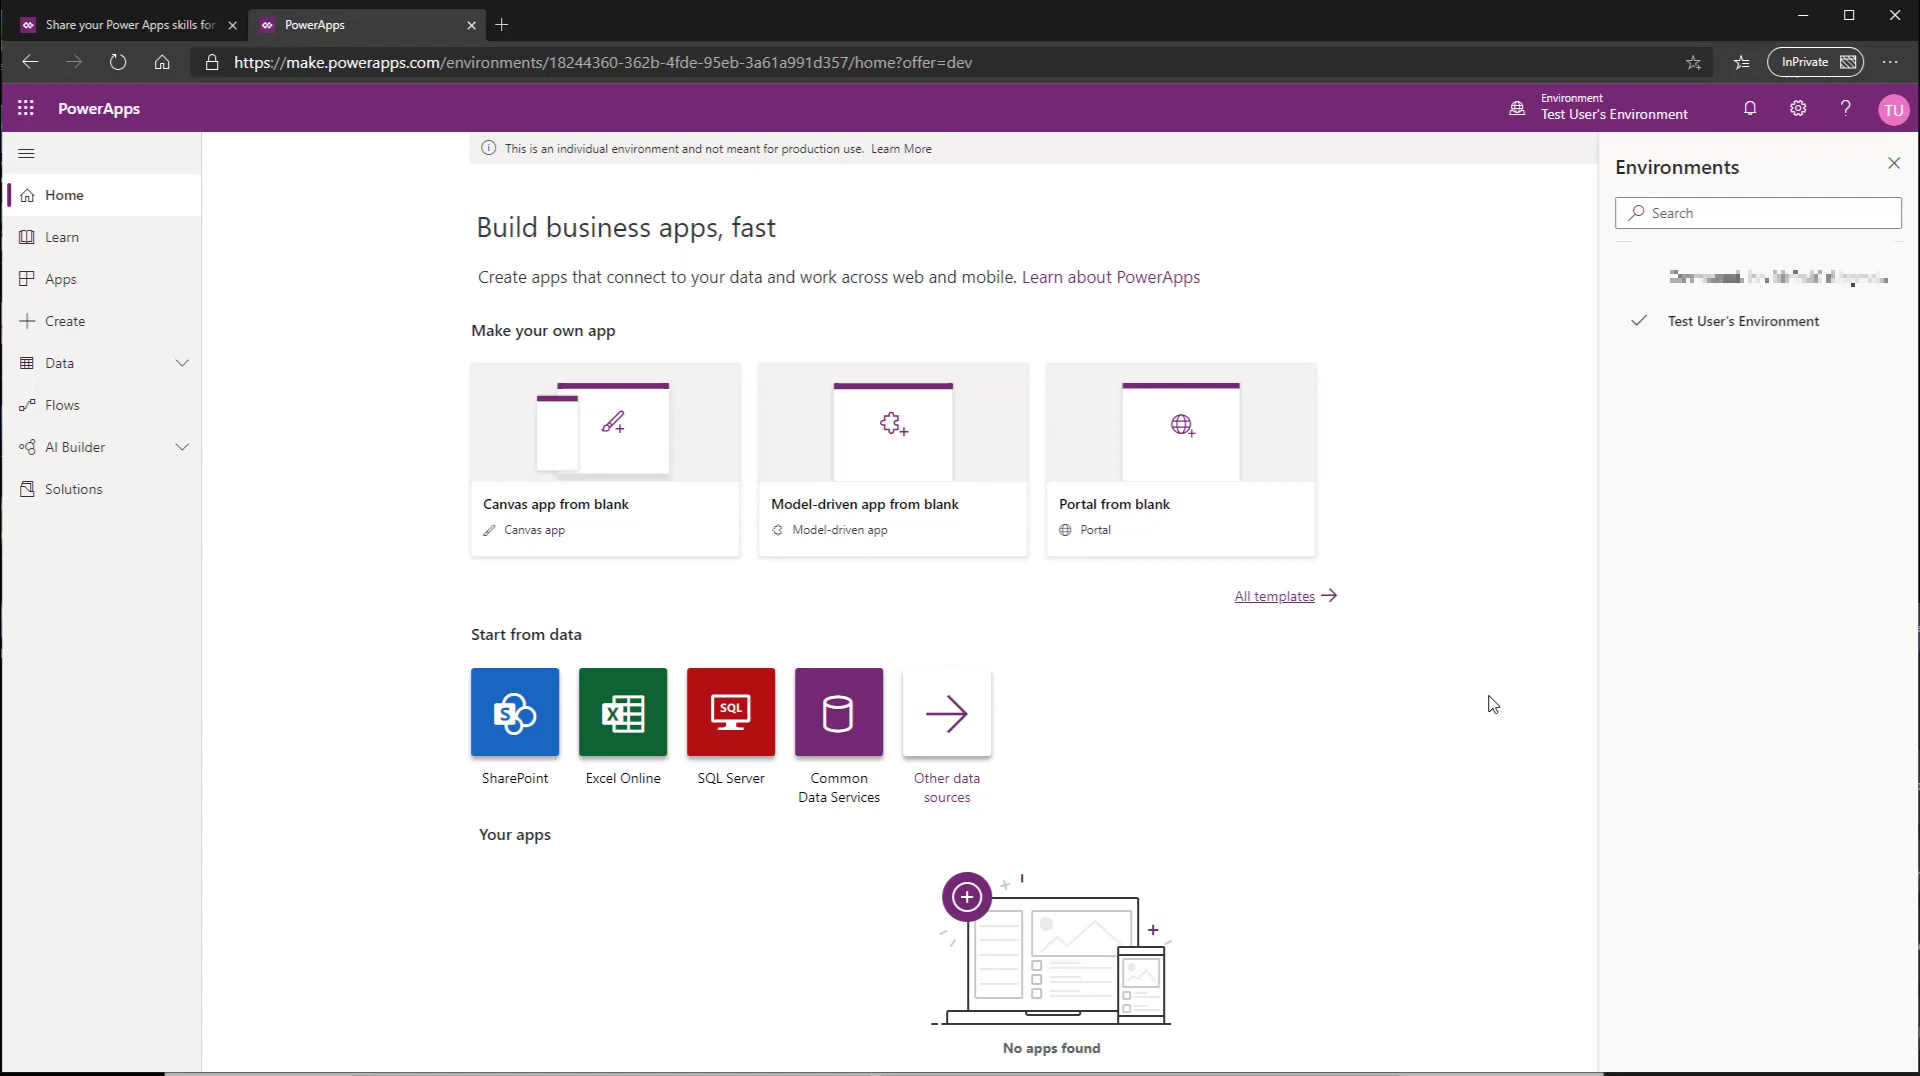 Share your Power Apps skills for
PowerApps
https://make.powerapps.com/environments/18244360-362b-4fde-95eb-3a61a991d357/home?offer=dev
InPrivate
PowerApps
Environment
Test User's Environment
?
TU
This is an individual environment and not meant for production use. Learn More
Home
Learn
Apps
Create
Data
Flows
AI Builder
Solutions
Build business apps, fast
Create apps that connect to your data and work across web and mobile. Learn about PowerApps
Make your own app
Canvas app from blank
Canvas app
Model-driven app from blank
Model-driven app
Portal from blank
Portal
All templates
Start from data
S
X
SQL
SharePoint
Excel Online
SQL Server
Common
Data Services
Other data
sources
Your apps
No apps found
Environments
Search
Test User's Environment